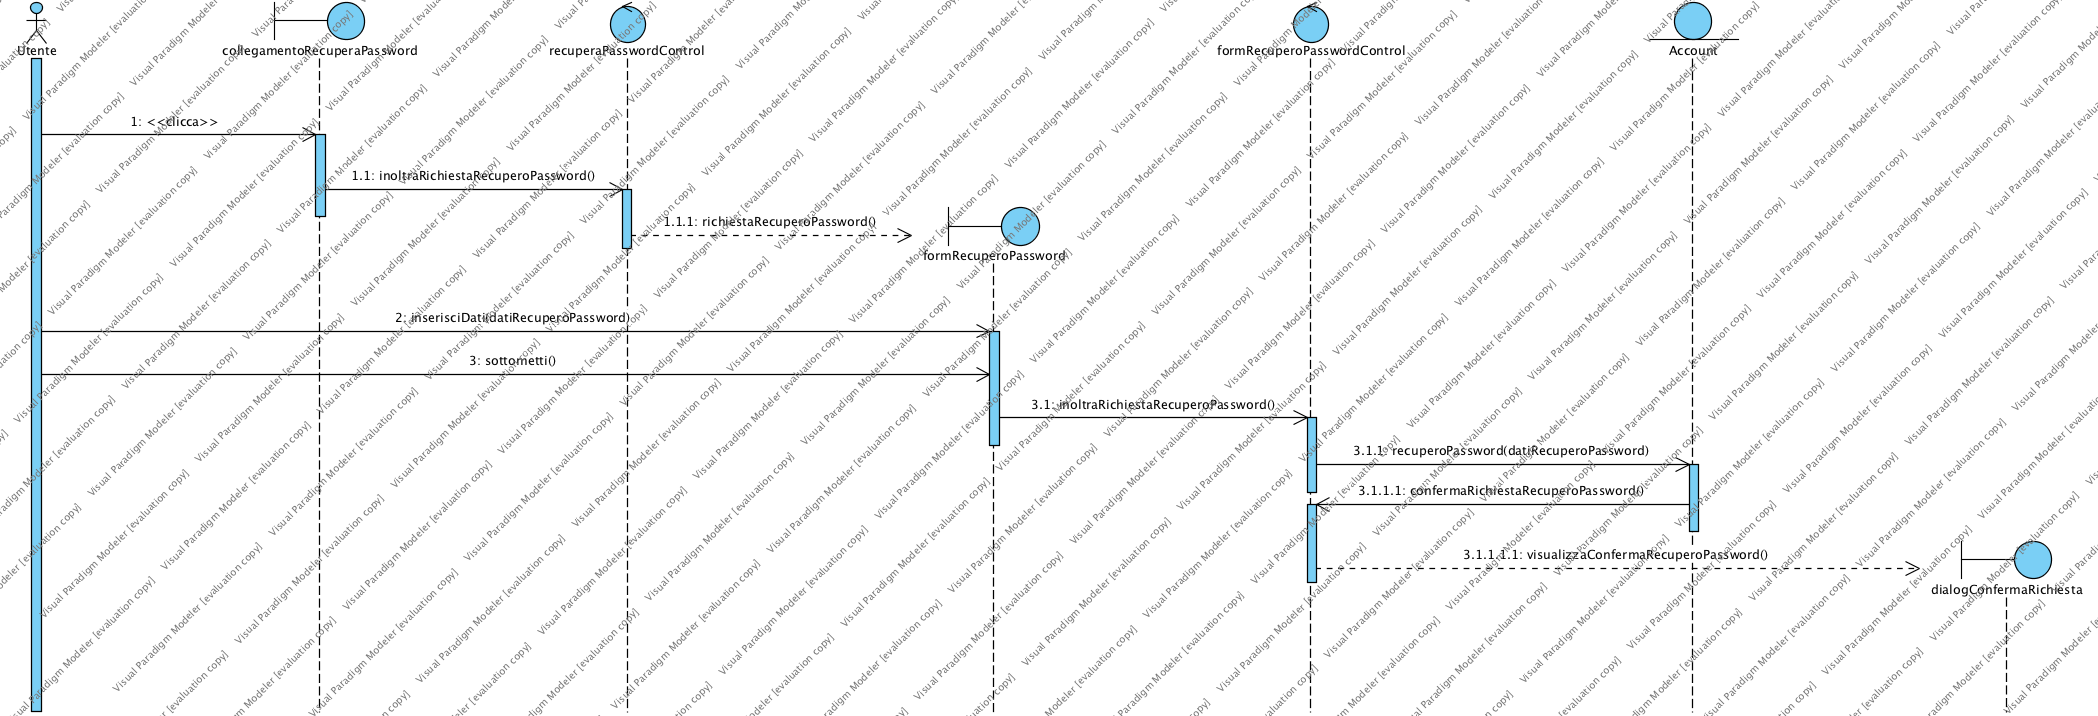 Utente
collegamentoRecuperaPassword
recuperaPasswordControl
formRecuperoPasswordControl
Account
1: <<clicca>>
1.1: inoltraRichiestaRecuperoPassword()
1.1.1: richiestaRecuperoPassword()
formRecuperoPassword
2: inserisciDati(datiRecuperoPassword)
3: sottometti()
3.1: inoltraRichiestaRecuperoPassword()
3.1.1: recuperoPassword(datiRecuperoPassword)
3.1.1.1: confermaRichiestaRecuperoPassword()
3.1.1.1.1: visualizzaConfermaRecuperoPassword()
dialogConfermaRichiesta
Visual Paradigm Modeler [evaluation copy]